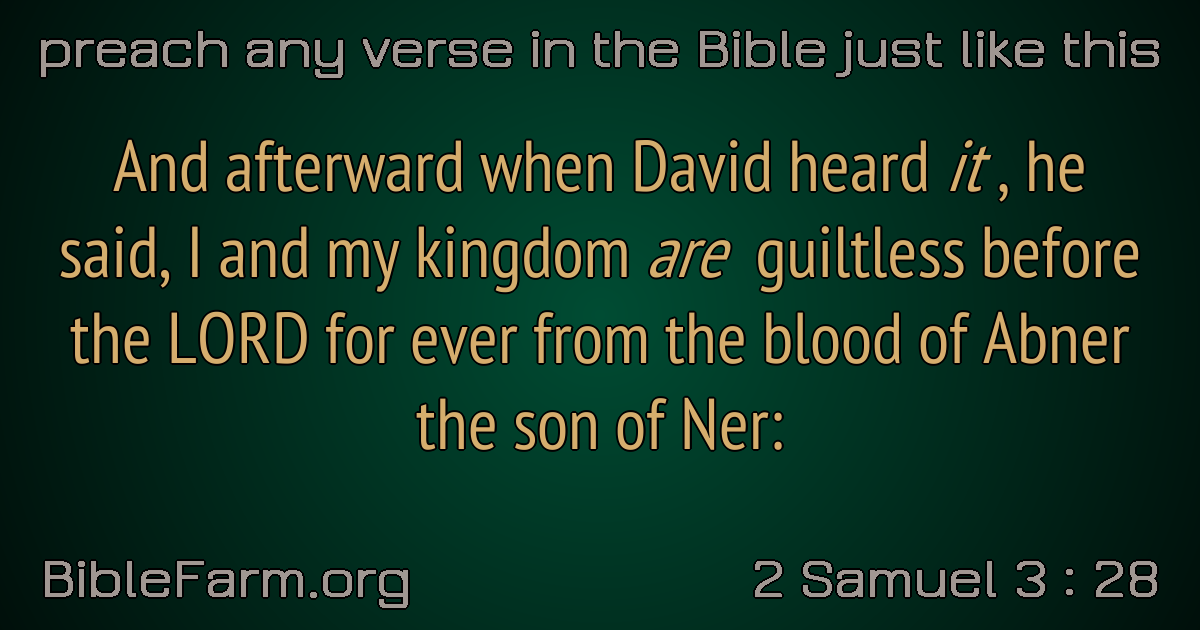 preach any verse in the Bible just like this
And afterward when David heard it , he
said, I and my kingdom are guiltless before
the LORD for ever from the blood of Abner
the son of Ner:
BibleFarm.org
2 Samuel 3 : 28